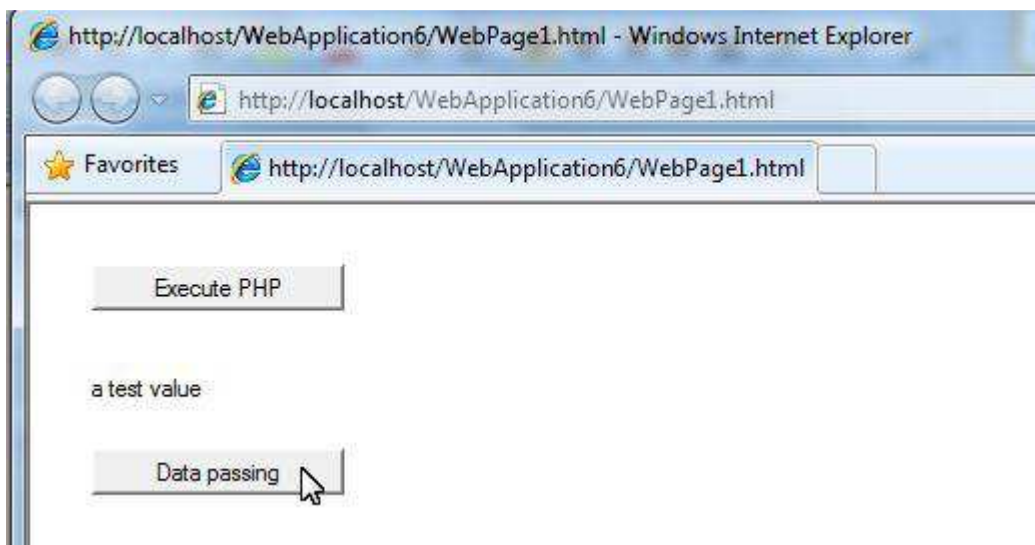 http://localhost/WebApplication6/WebPage1.html - Windows Internet Explorer
http://localhost/WebApplication6/WebPage1.html
Favorites http://localhost/WebApplication6/WebPage1.html
Execute PHP
a test value
Data passing